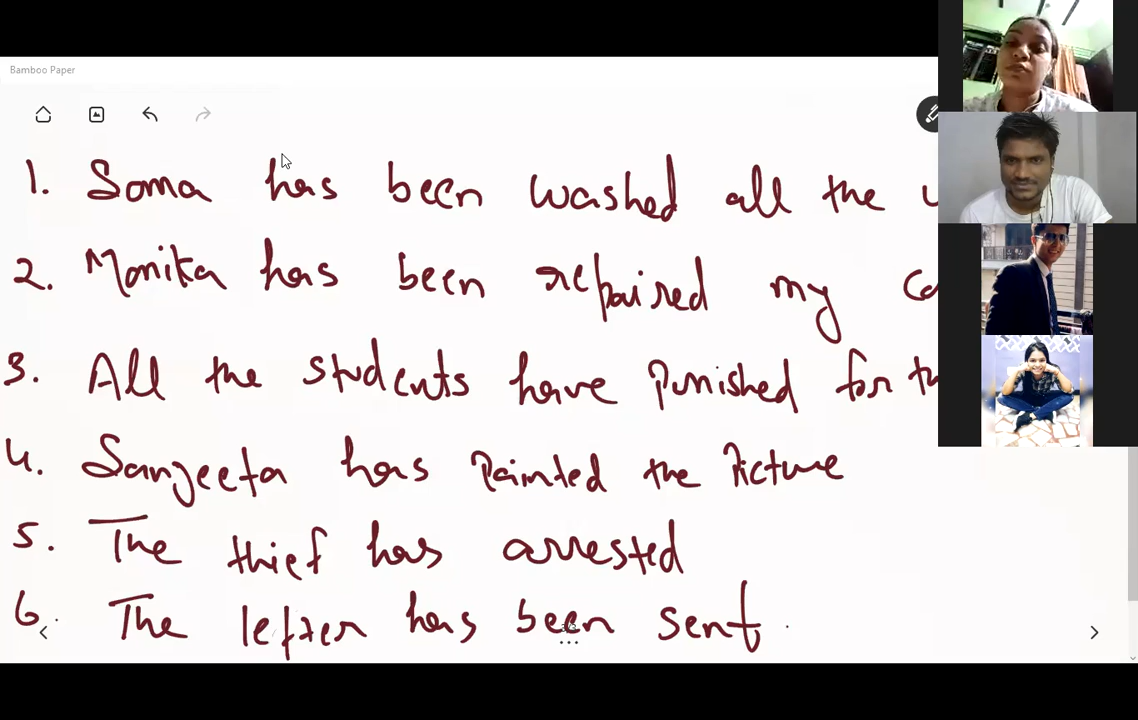 Bamboo Paper
1. Soma has been washed all the
2. Monika has been repaired my
3. All the students have punished for
4. Sangeeta has Painted the Picture
5. The thief has arrested
6. The letter has been sent.